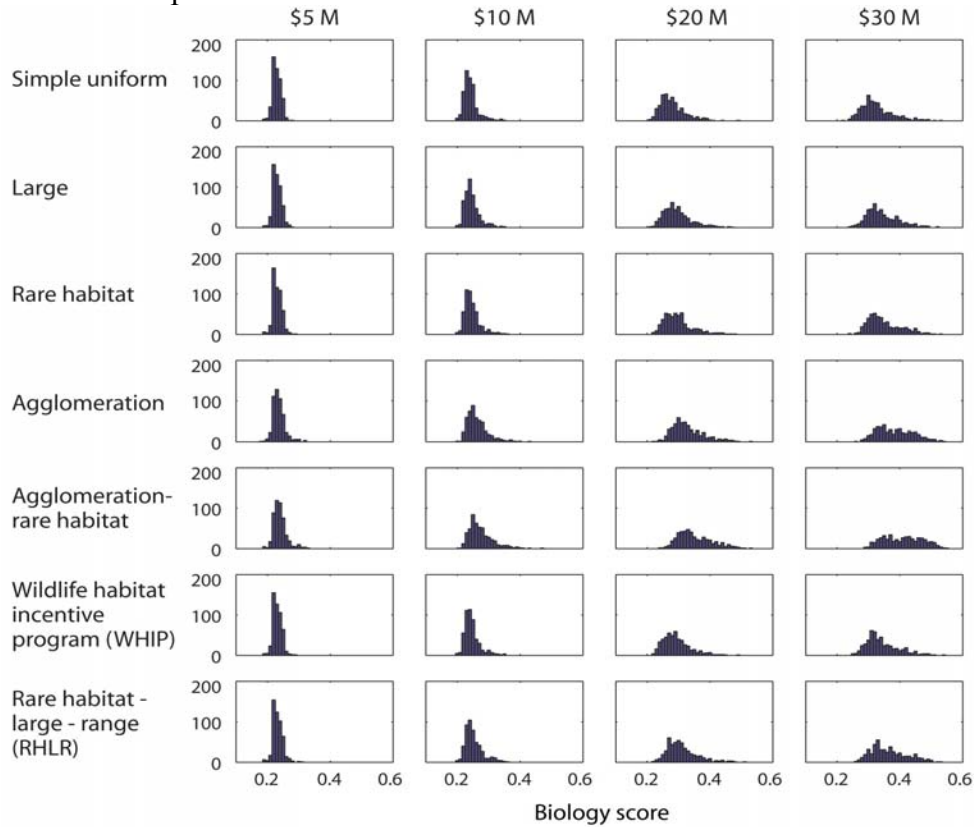 $5 M $10 M $20 M $30 M
Simple uniform
200
100
0
Large
200
100
0
Rare habitat
200
100
0
Agglomeration
200
100
0
Agglomeration-
rare habitat
200
100
0
Wildlife habitat
incentive
program (WHIP)
200
100
0
Rare habitat -
large - range
(RHLR)
200
100
0
0.2 0.4 0.6 0.2 0.4 0.6 0.2 0.4 0.6 0.2 0.4 0.6
Biology score